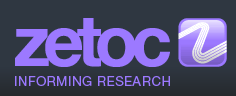 zetoc
INFORMING RESEARCH